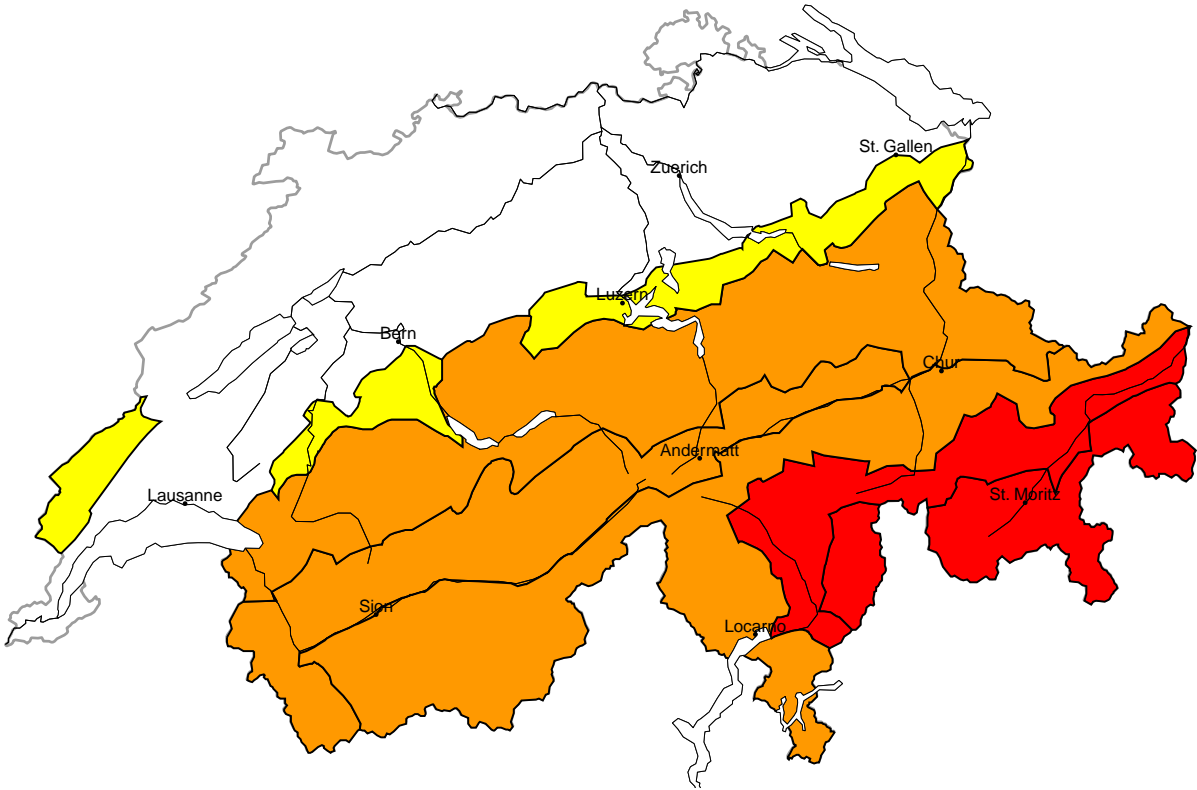 St. Gallen
Zuerich
Luzern
Bern
Chur
Andermatt
Lausanne
St. Moritz
Sion
Locarno